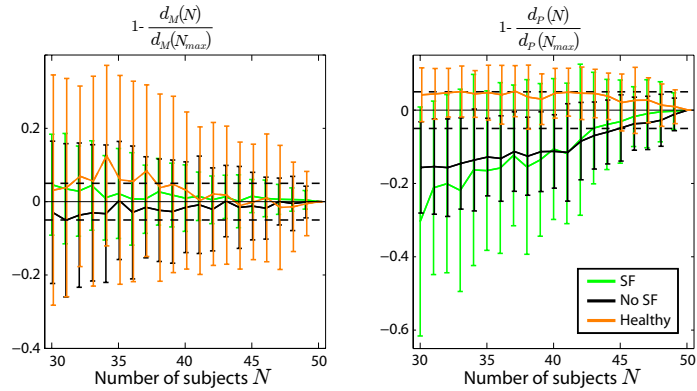 1- d_M(N) / d_M(N_max)
0.2
0
−0.2
−0.4
30 35 40 45 50
Number of subjects N
1- d_P(N) / d_P(N_max)
0
−0.2
−0.4
−0.6
30 35 40 45 50
Number of subjects N
SF
No SF
Healthy